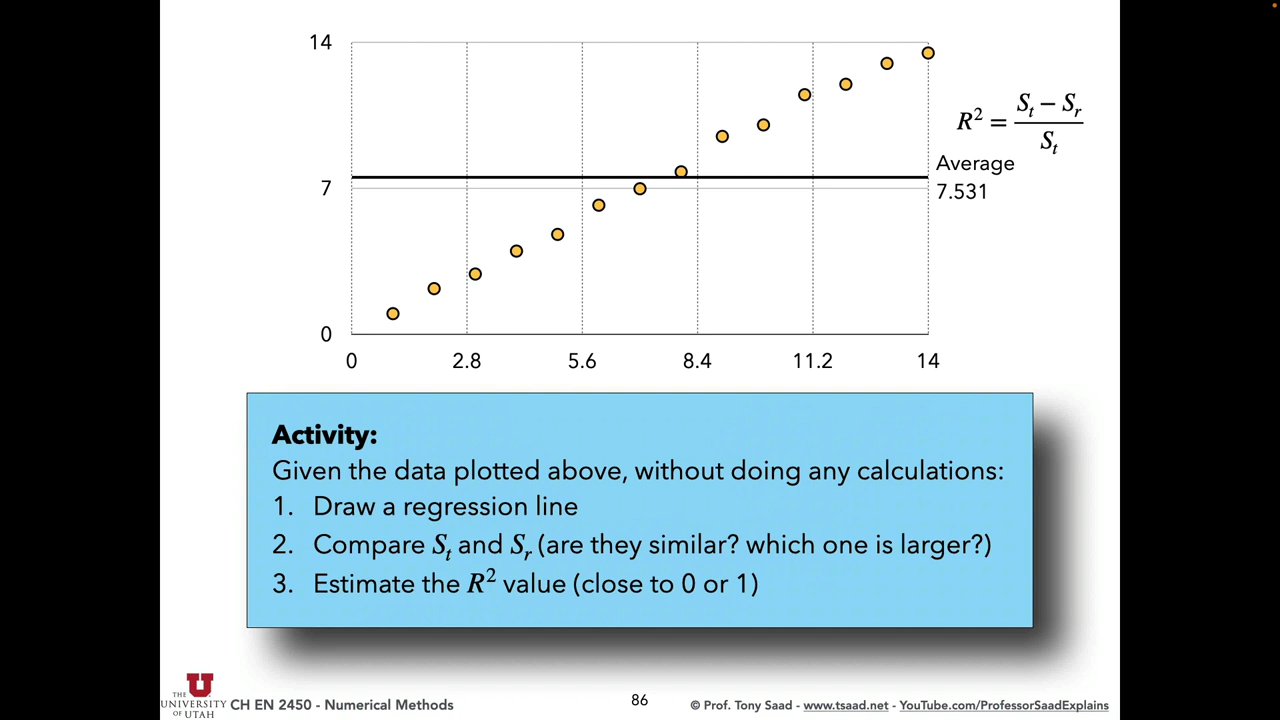 14
7
0
0 2.8 5.6 8.4 11.2 14
R² = (Sₜ − Sᵣ) / Sₜ
Average
7.531
Activity:
Given the data plotted above, without doing any calculations:
1. Draw a regression line
2. Compare Sₜ and Sᵣ (are they similar? which one is larger?)
3. Estimate the R² value (close to 0 or 1)
THE
UNIVERSITY
OF UTAH
CH EN 2450 - Numerical Methods
86
© Prof. Tony Saad - www.tsaad.net - YouTube.com/ProfessorSaadExplains